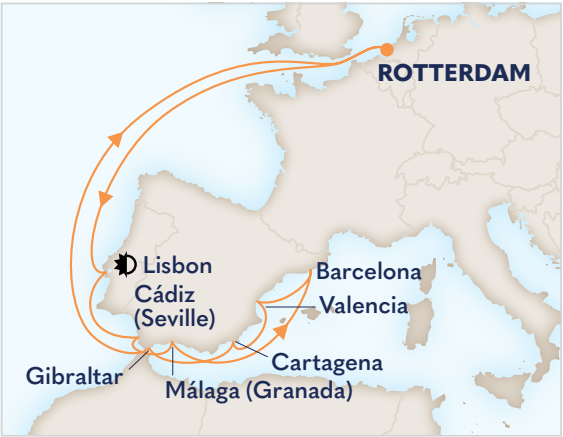 ROTTERDAM
Lisbon
Cádiz
(Seville)
Barcelona
Valencia
Cartagena
Gibraltar
Málaga (Granada)